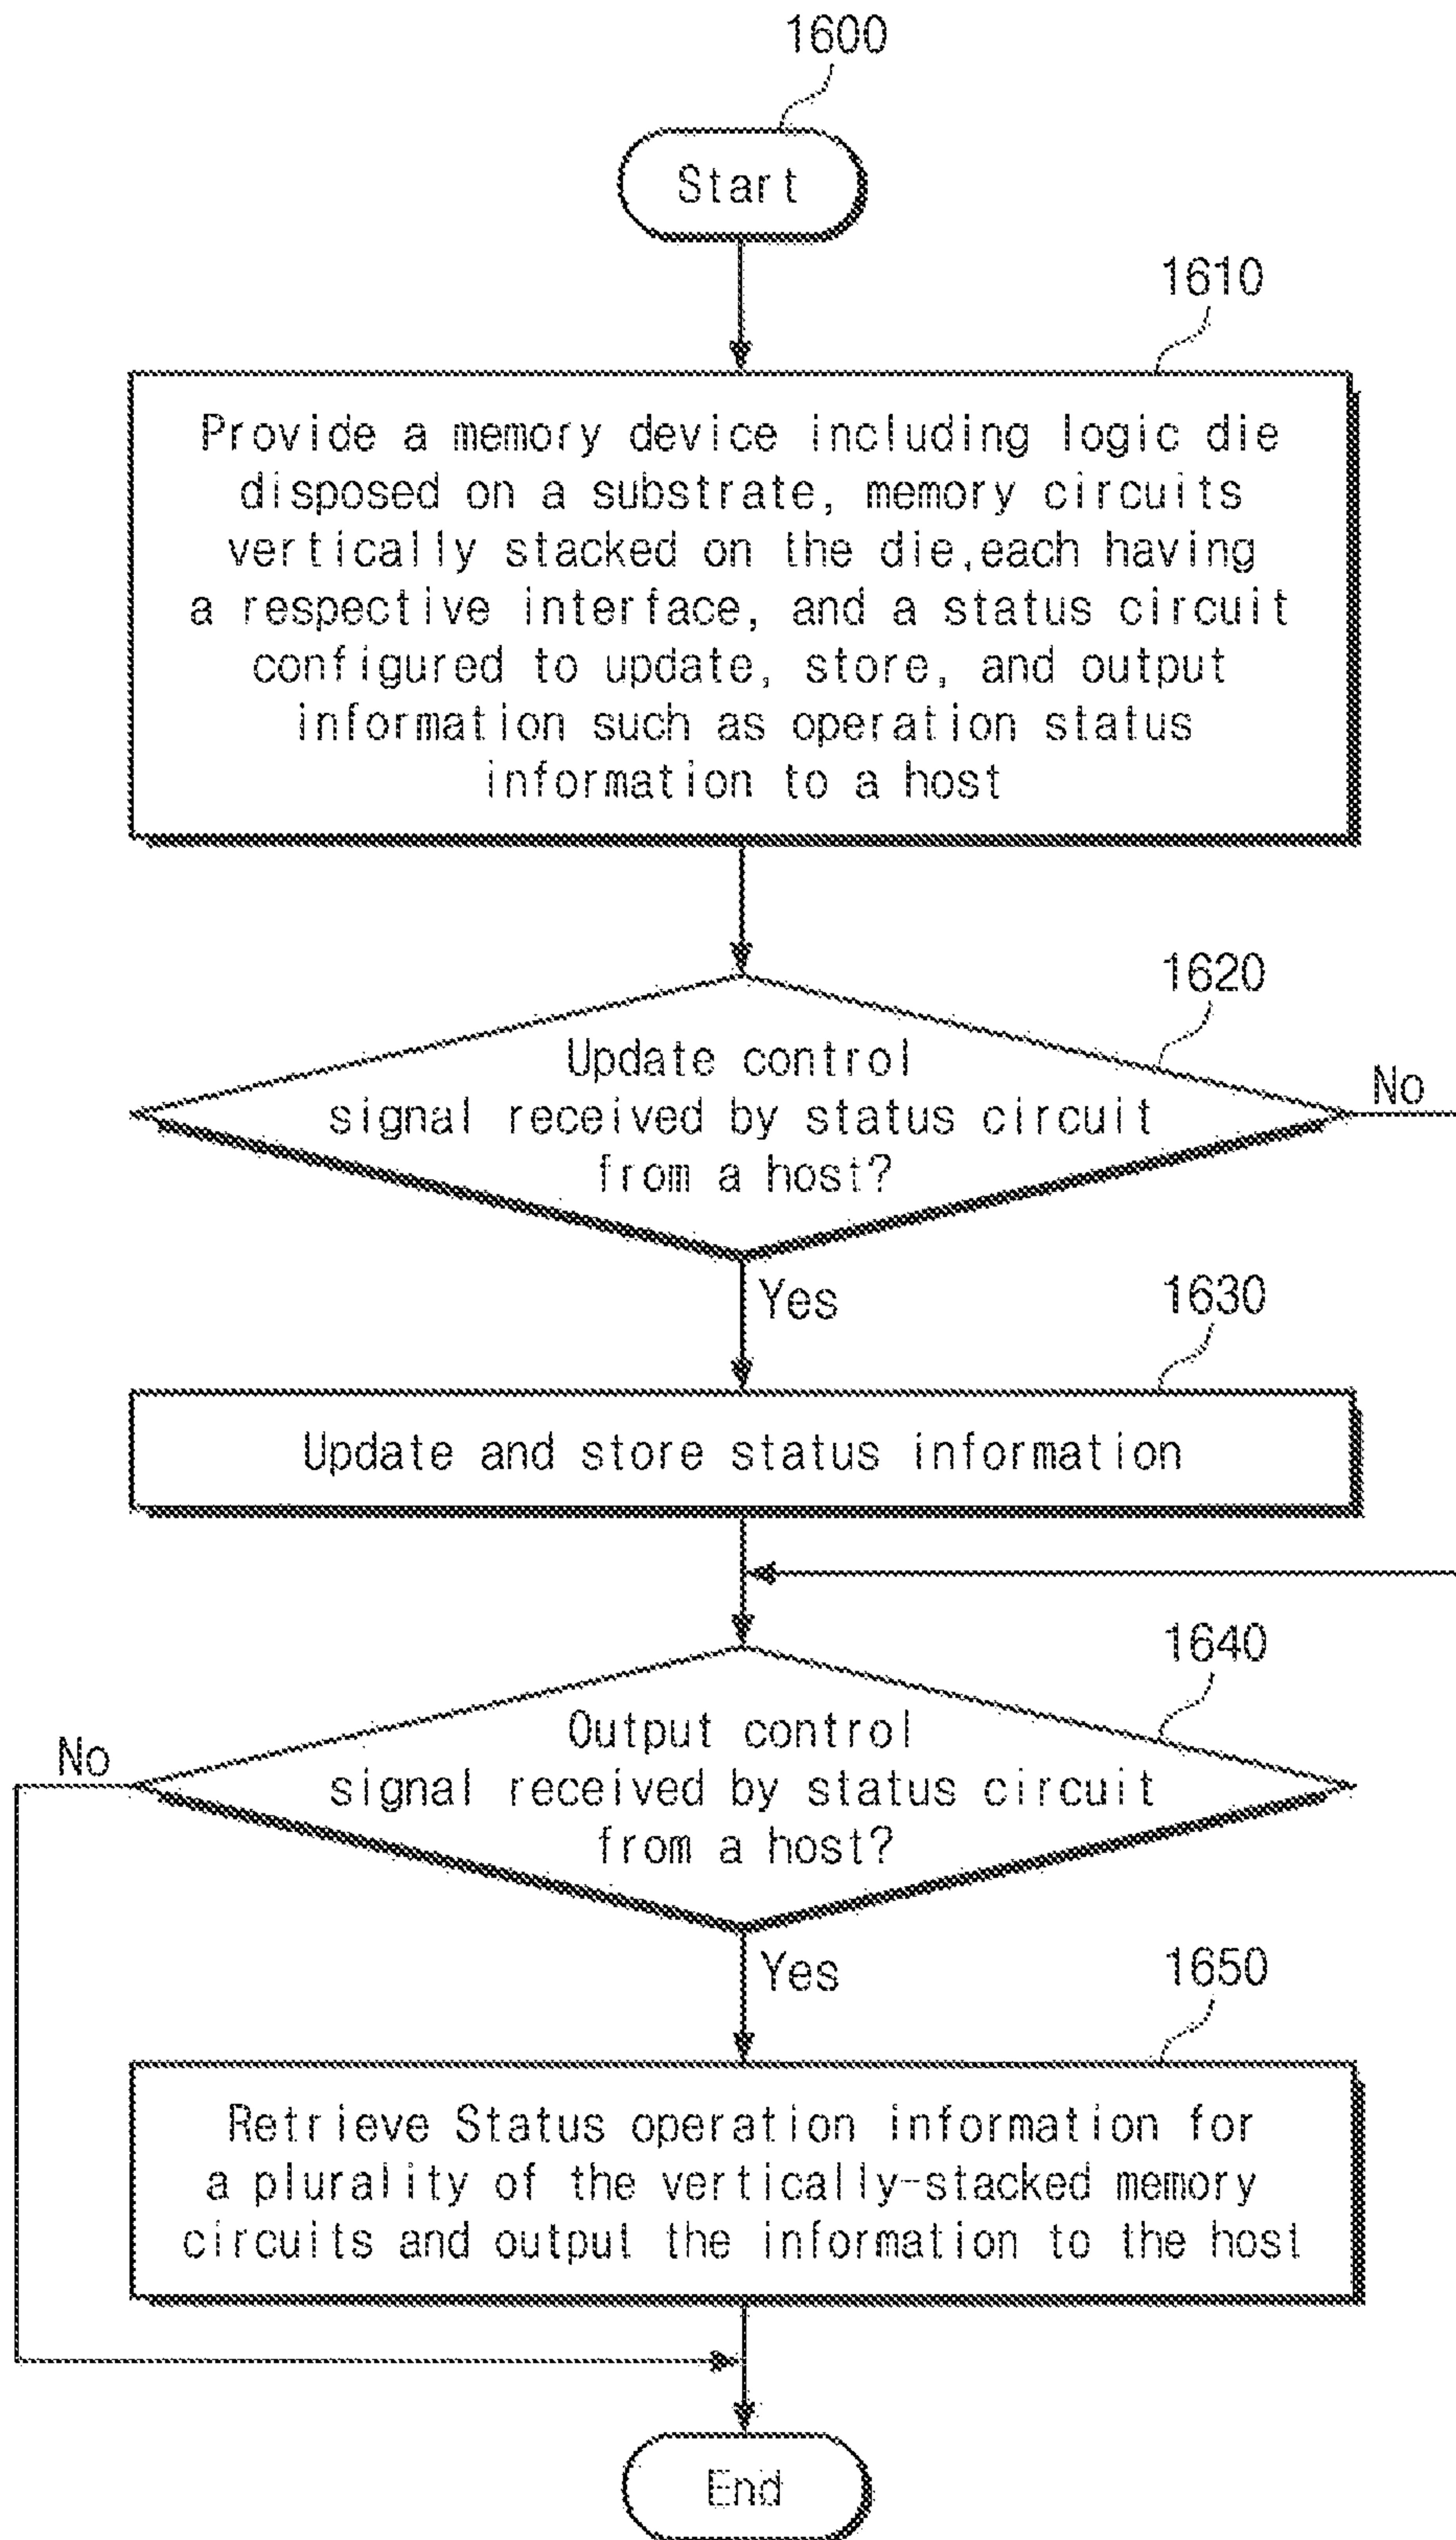 1600
Start
1610
Provide a memory device including logic die
disposed on a substrate, memory circuits
vertically stacked on the die,each having
a respective interface, and a status circuit
configured to update, store, and output
information such as operation status
information to a host
1620
Update control
signal received by status circuit
from a host?
No
Yes
1630
Update and store status information
1640
Output control
signal received by status circuit
from a host?
No
Yes
1650
Retrieve Status operation information for
a plurality of the vertically-stacked memory
circuits and output the information to the host
End